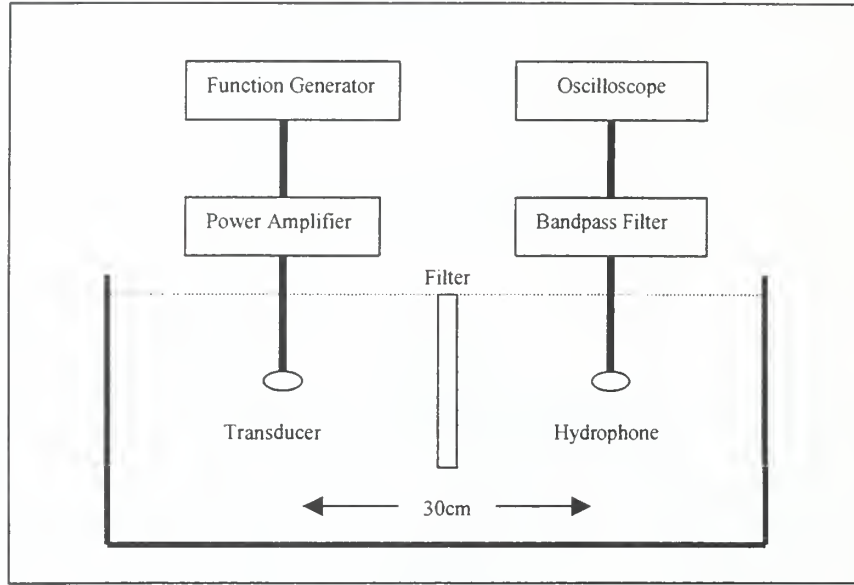 Function Generator
Oscilloscope
Power Amplifier
Bandpass Filter
Filter
Transducer
Hydrophone
30cm